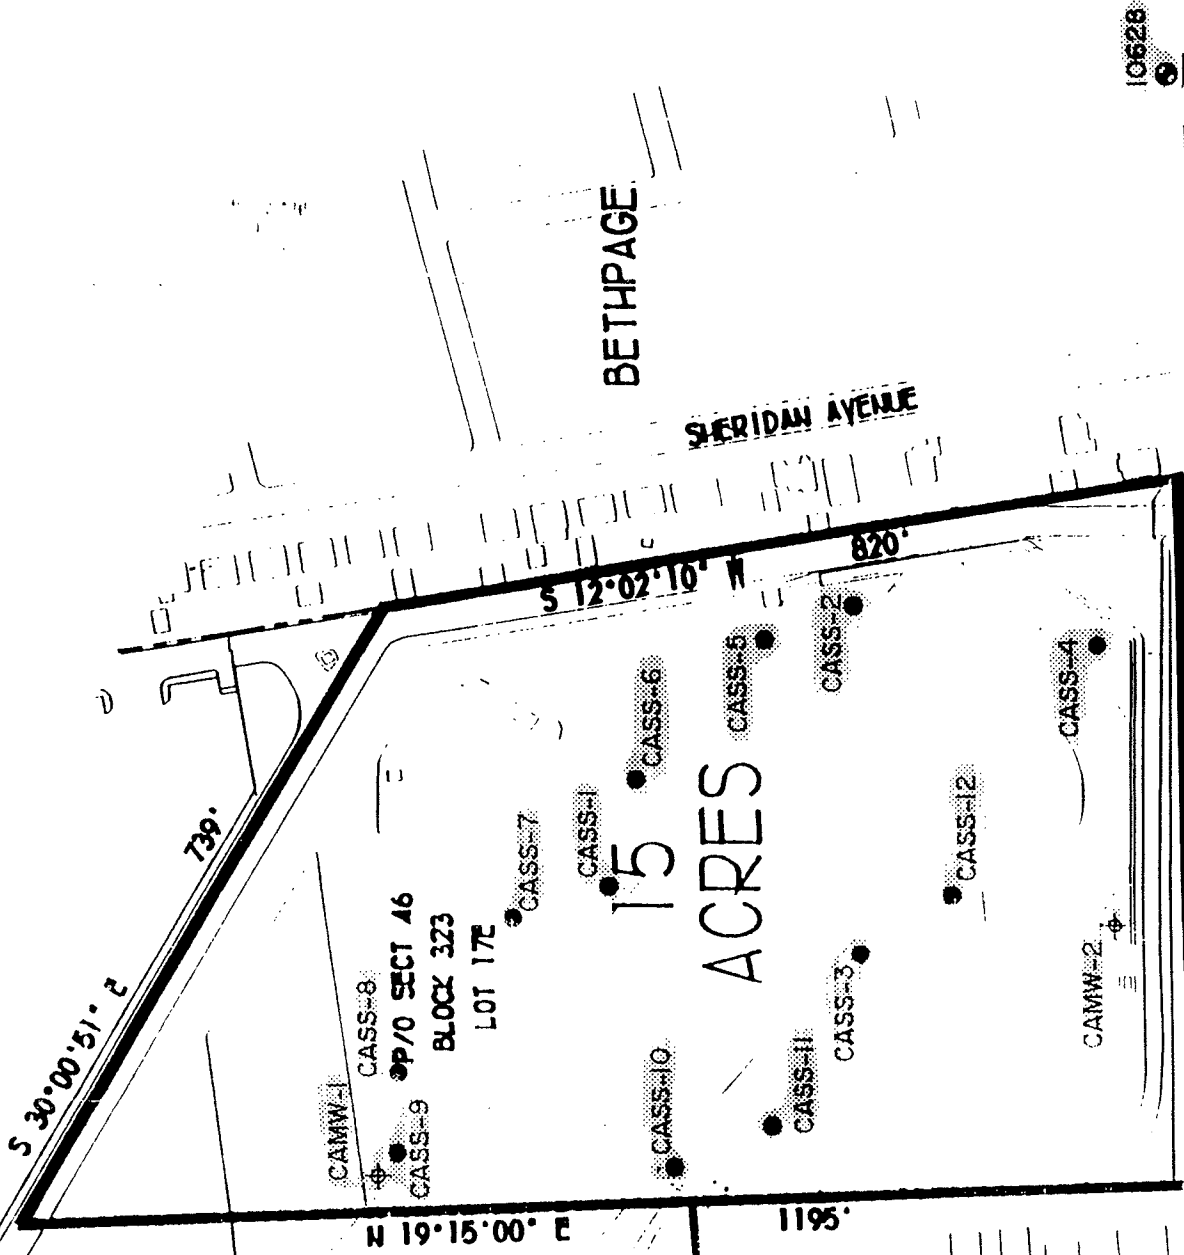 10628
BETHPAGE
SHERIDAN AVENUE
820'
S 12°02'10" W
739'
S 30°00'51" E
CASS-2
CASS-5
CASS-4
CASS-6
CASS-1
CASS-7
CASS-12
15
ACRES
P/O SECT 46
BLOCK 323
LOT 17E
CASS-8
CAMW-1
CASS-9
CASS-3
CAMW-2
CASS-10
CASS-11
N 19°15'00" E
1195'